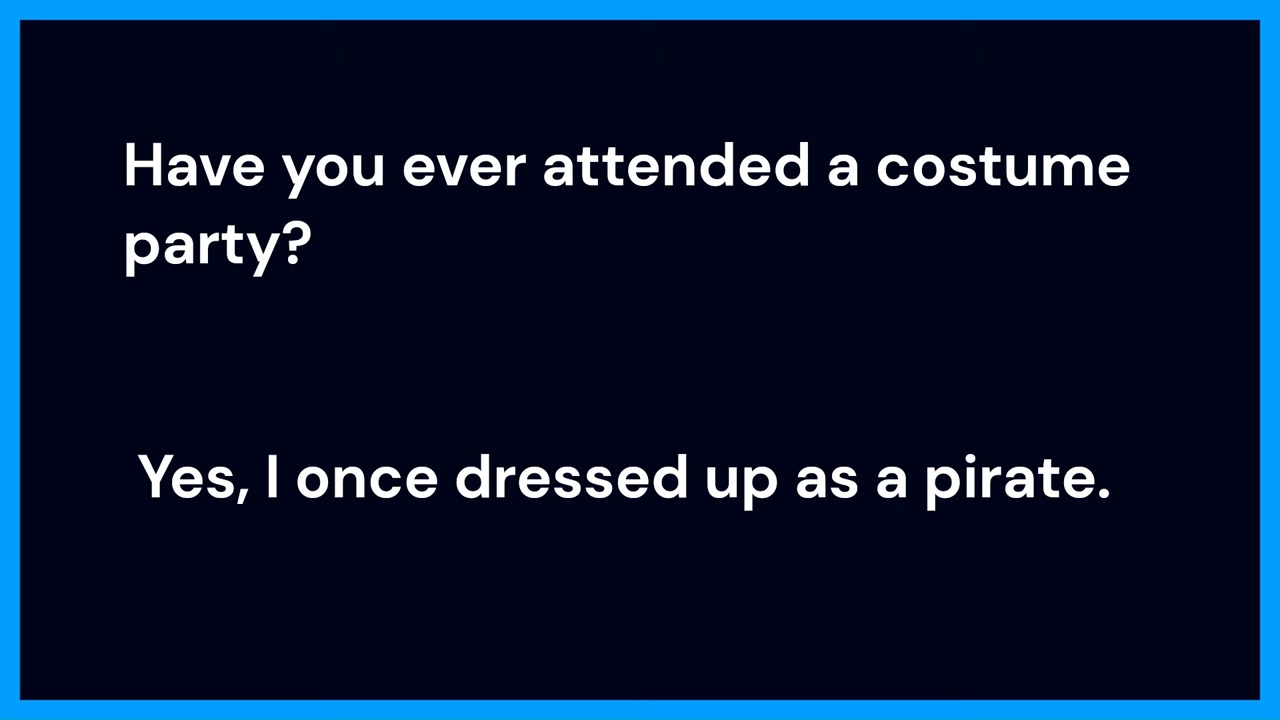 Have you ever attended a costume
party?
Yes, I once dressed up as a pirate.